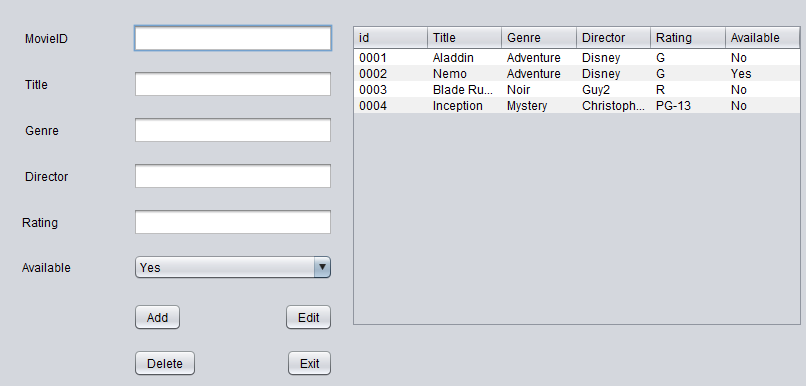 MovieID
Title
Genre
Director
Rating
Available Yes
Add Edit
Delete Exit
id Title Genre Director Rating Available
0001 Aladdin Adventure Disney G No
0002 Nemo Adventure Disney G Yes
0003 Blade Ru... Noir Guy2 R No
0004 Inception Mystery Christoph... PG-13 No